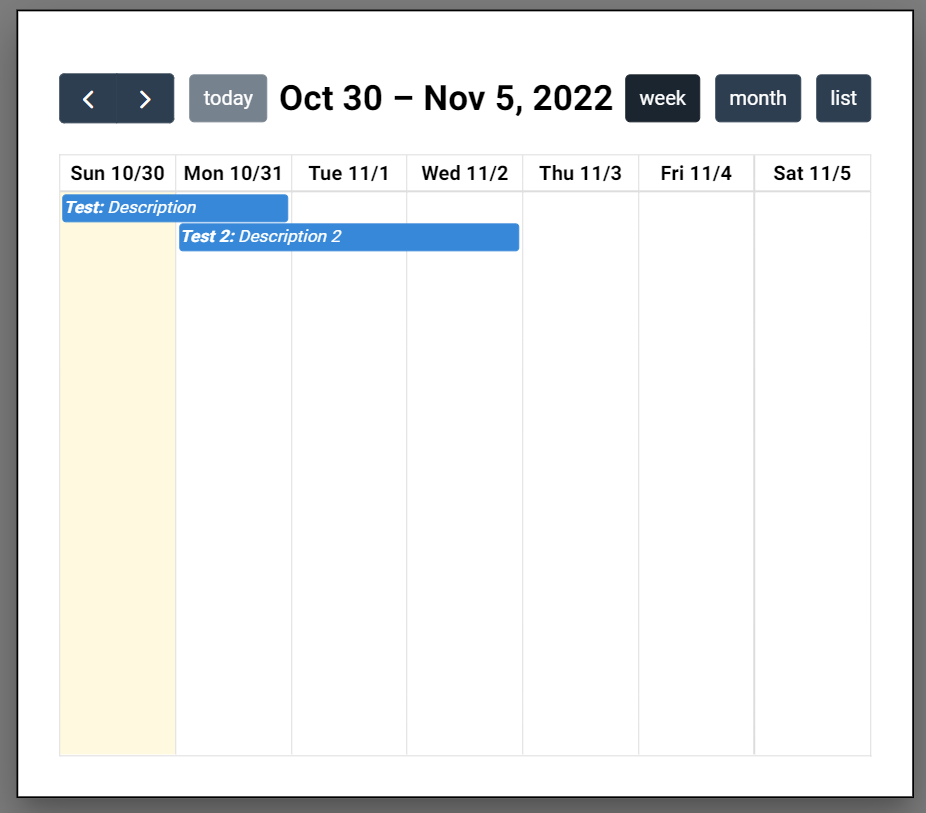 today Oct 30 – Nov 5, 2022 week month list
Sun 10/30 Mon 10/31 Tue 11/1 Wed 11/2 Thu 11/3 Fri 11/4 Sat 11/5
Test: Description
Test 2: Description 2